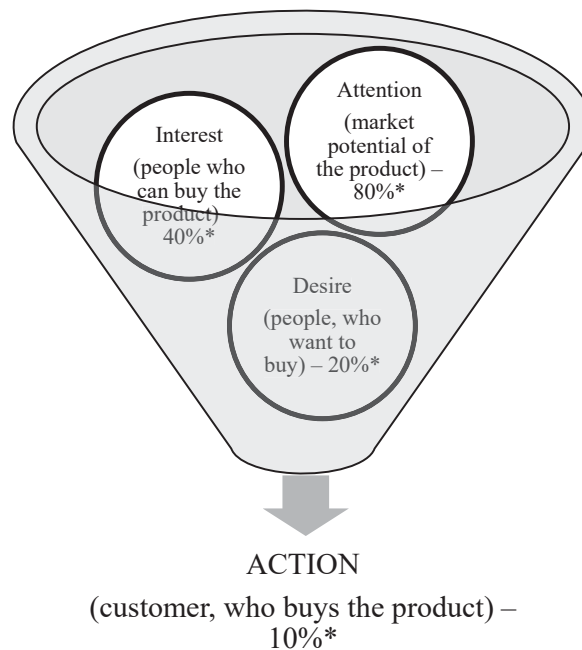 Attention
(market
potential of
the product) –
80%*
Interest
(people who
can buy the
product)
40%*
Desire
(people, who
want to
buy) – 20%*
ACTION
(customer, who buys the product) –
10%*